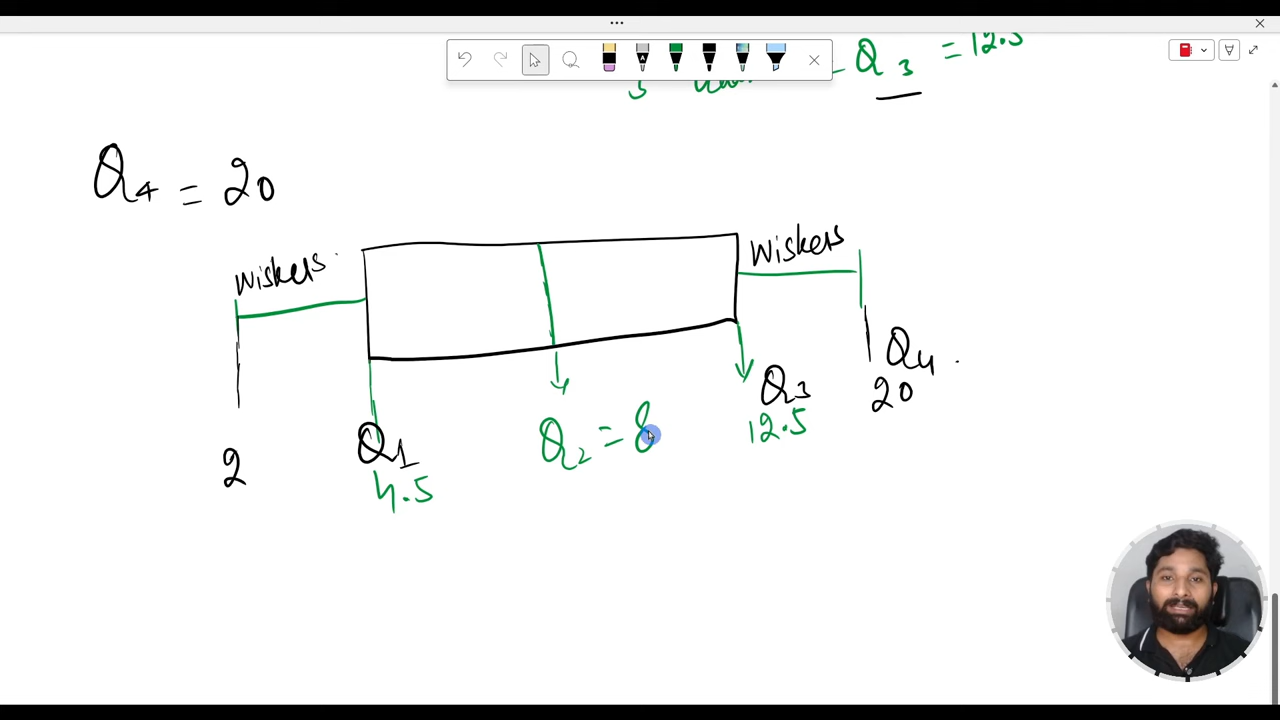 Q3 = 12.5
Q4 = 20
Wiskers
Wiskers
Q4
20
Q3
12.5
Q2 = 8
Q1
4.5
2